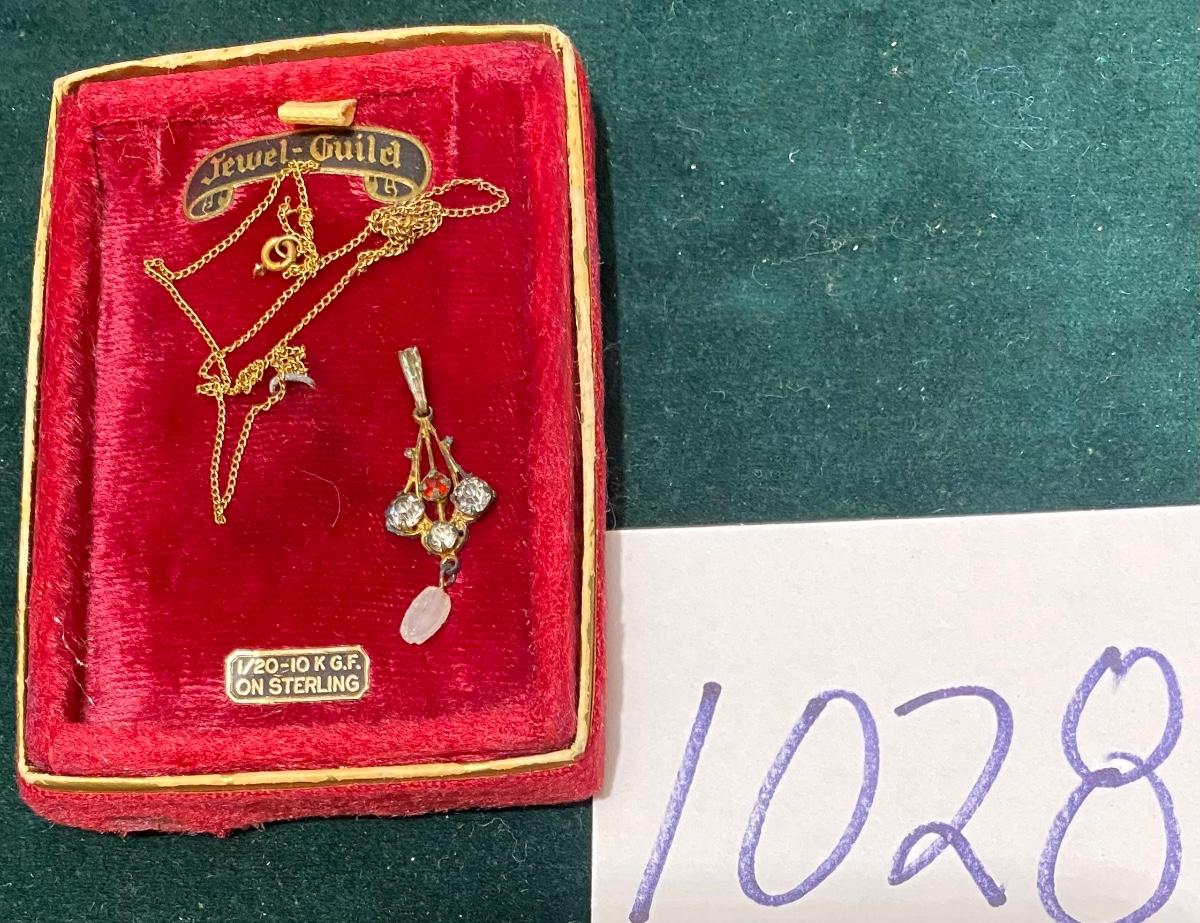 Jewel-Guild
1/20-10 K G.F.
ON STERLING
1028